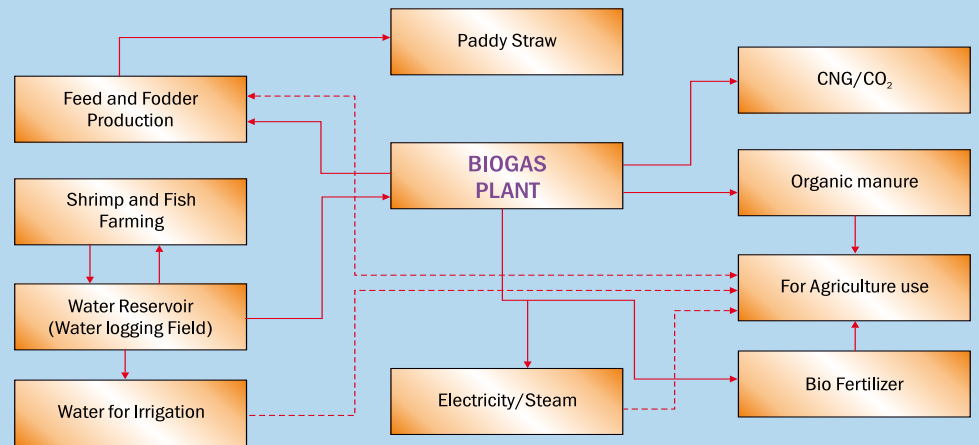 Paddy Straw
Feed and Fodder
Production
CNG/CO₂
BIOGAS
PLANT
Organic manure
Shrimp and Fish
Farming
Water Reservoir
(Water logging Field)
For Agriculture use
Water for Irrigation
Electricity/Steam
Bio Fertilizer